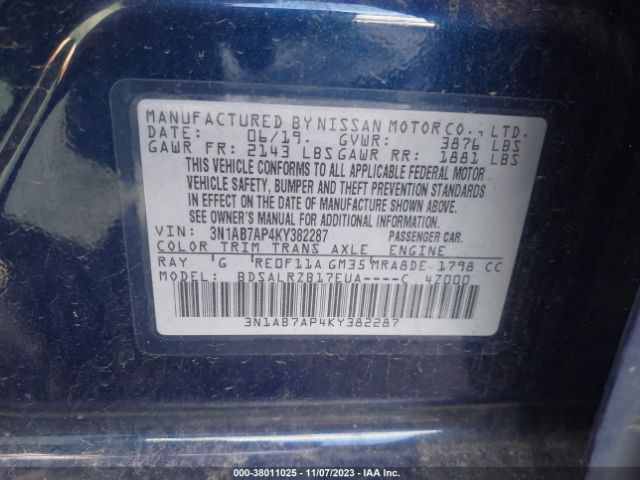 MANUFACTURED BY NISSAN MOTOR CO., LTD.
DATE: 06/19. GVWR: 3876 LBS
GAWR FR: 2143 LBS GAWR RR: 1881 LBS
THIS VEHICLE CONFORMS TO ALL APPLICABLE FEDERAL MOTOR
VEHICLE SAFETY, BUMPER AND THEFT PREVENTION STANDARDS
IN EFFECT ON THE DATE OF MANUFACTURE SHOWN ABOVE.
SEE OWNER'S MANUAL FOR ADDITIONAL INFORMATION.
VIN: 3N1AB7AP4KY382287 PASSENGER CAR.
COLOR TRIM TRANS AXLE ENGINE
RAY G RE0F11A GM35 MRA8DE 1798 CC
MODEL: BDSALRZB17EUA----C 4Z000
3N1AB7AP4KY382287
000-38011025 - 11/07/2023 - IAA Inc.